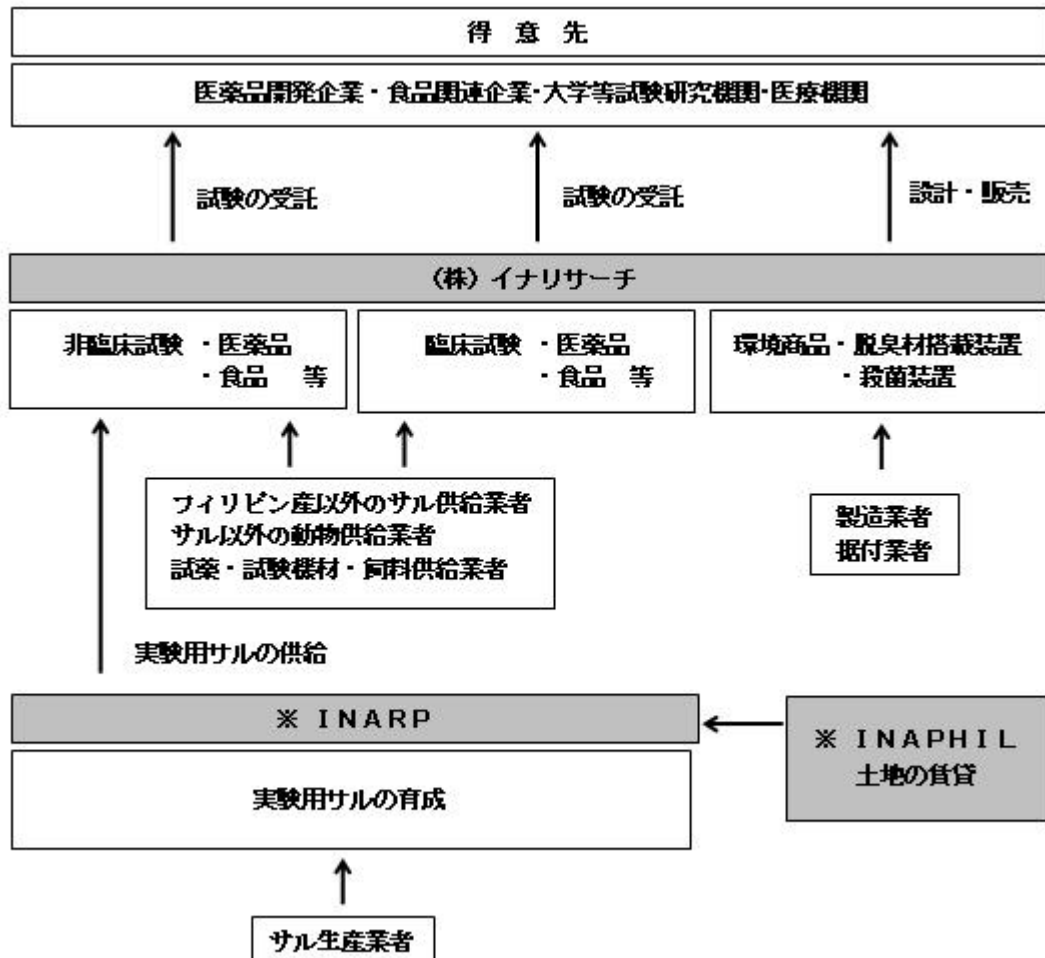 得 意 先
医薬品開発企業・食品関連企業・大学等試験研究機関・医療機関
試験の受託
試験の受託
設計・販売
（株）イナリサーチ
非臨床試験 ・医薬品
・食品 等
臨床試験 ・医薬品
・食品 等
環境商品・脱臭材搭載装置
・殺菌装置
フィリピン産以外のサル供給業者
サル以外の動物供給業者
試薬・試験機材・飼料供給業者
製造業者
据付業者
実験用サルの供給
※ ＩＮＡＲＰ
実験用サルの育成
※ ＩＮＡＰＨＩＬ
土地の賃貸
サル生産業者